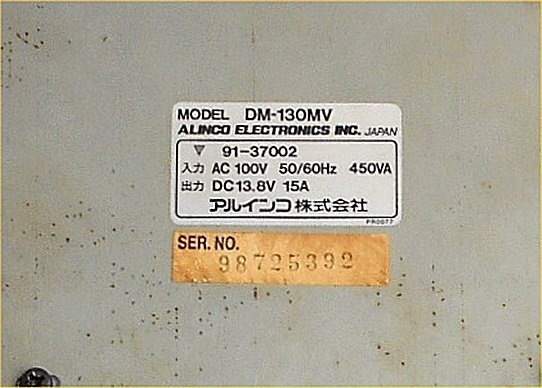 MODEL DM-130MV
ALINCO ELECTRONICS INC. JAPAN
▼ 91-37002
入力 AC 100V 50/60Hz 450VA
出力 DC13.8V 15A
アルインコ株式会社
PR0077
SER. NO.
98725392